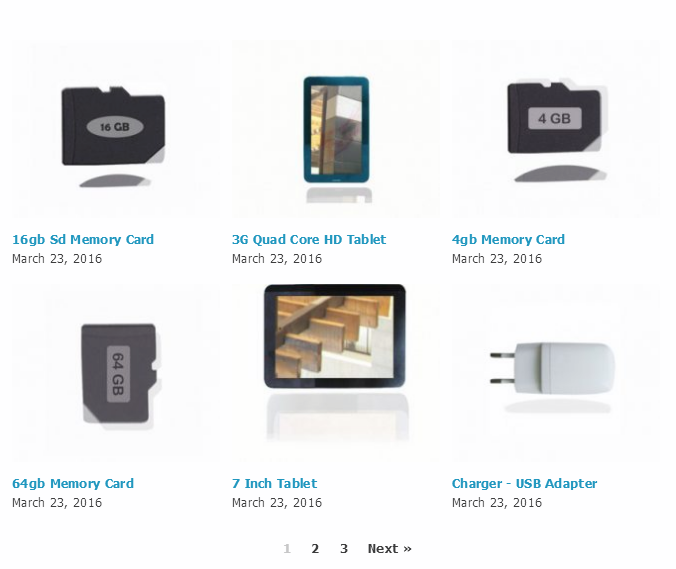 16 GB
4 GB
16gb Sd Memory Card
3G Quad Core HD Tablet
4gb Memory Card
March 23, 2016
March 23, 2016
March 23, 2016
64 GB
64gb Memory Card
7 Inch Tablet
Charger - USB Adapter
March 23, 2016
March 23, 2016
March 23, 2016
1 2 3 Next »